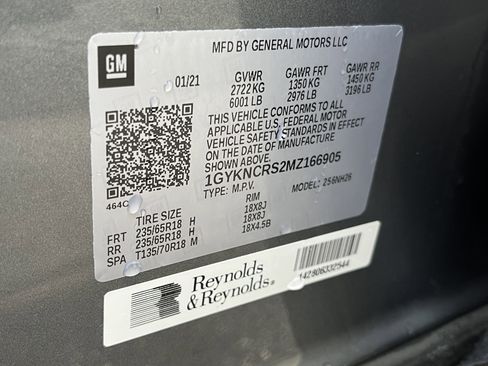 GM
MFD BY GENERAL MOTORS LLC
01/21 GVWR GAWR FRT GAWR RR
2722 KG 1350 KG 1450 KG
6001 LB 2976 LB 3196 LB
THIS VEHICLE CONFORMS TO ALL
APPLICABLE U.S. FEDERAL MOTOR
VEHICLE SAFETY STANDARDS IN EFFECT
ON THE DATE OF MANUFACTURE
SHOWN ABOVE.
1GYKNCRS2MZ166905
TYPE: M.P.V. MODEL: 256NH26
464C
TIRE SIZE RIM
FRT 235/65R18 H 18X8J
RR 235/65R18 H 18X8J
SPA T135/70R18 M 18X4.5B
Reynolds
& Reynolds®
142806332544